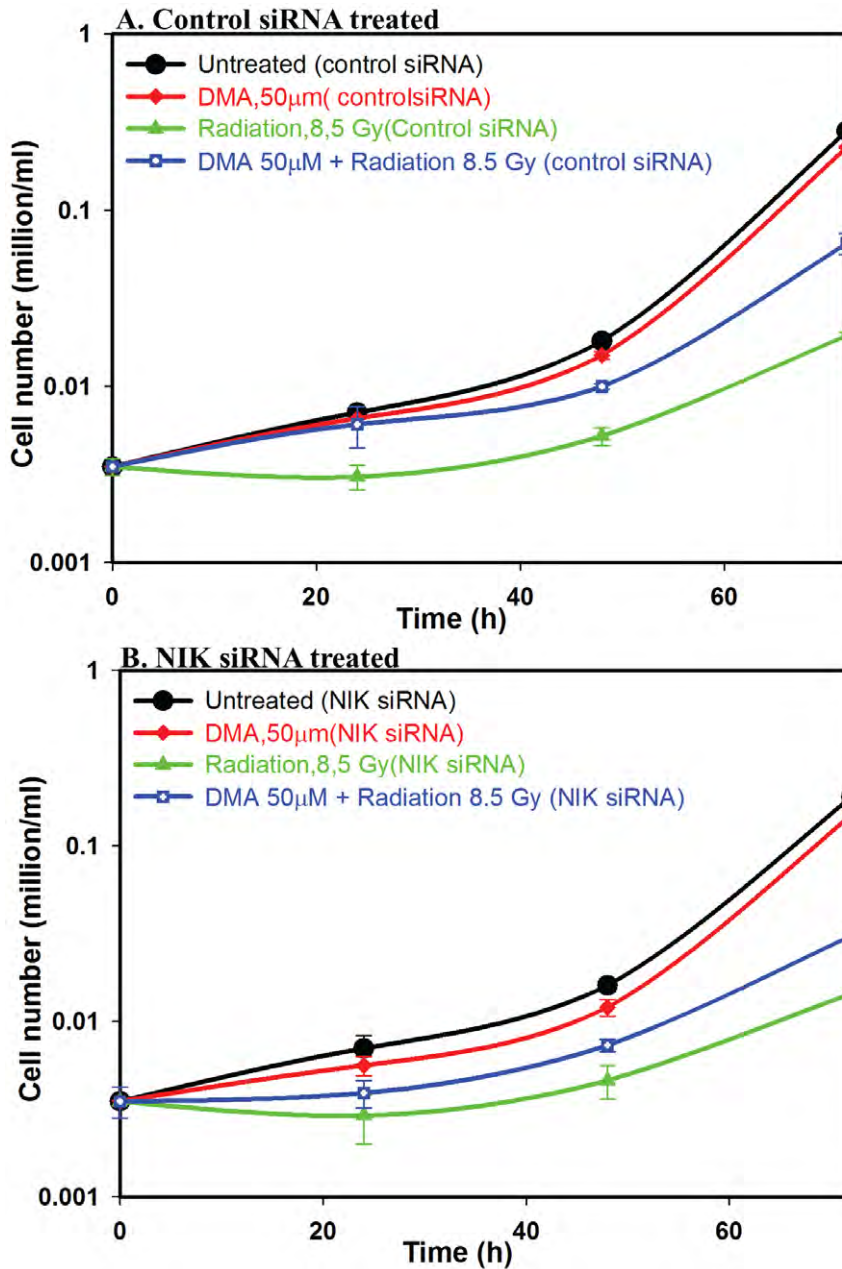 A. Control siRNA treated
1
Untreated (control siRNA)
DMA,50μm( controlsiRNA)
Radiation,8,5 Gy(Control siRNA)
DMA 50μM + Radiation 8.5 Gy (control siRNA)
0.1
0.01
0.001
Cell number (million/ml)
0
20
40
60
Time (h)
B. NIK siRNA treated
1
Untreated (NIK siRNA)
DMA,50μm(NIK siRNA)
Radiation,8,5 Gy(NIK siRNA)
DMA 50μM + Radiation 8.5 Gy (NIK siRNA)
0.1
0.01
0.001
Cell number (million/ml)
0
20
40
60
Time (h)